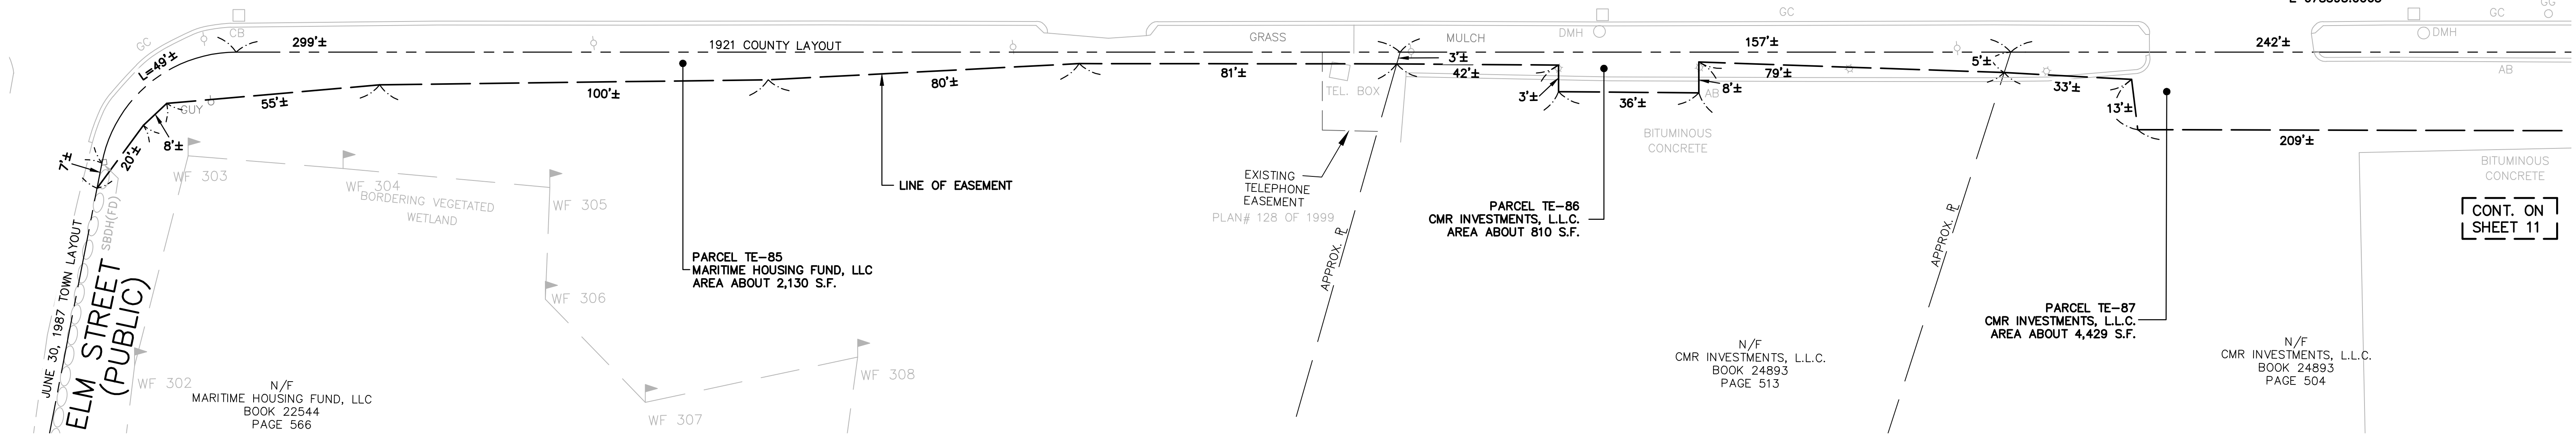 GC
CB
299'±
L=49'±
1921 COUNTY LAYOUT
GRASS
MULCH
DMH
157'±
GC
242'±
GC
GG
DMH
AB
3'±
42'±
5'±
79'±
33'±
8'±
AB
3'±
36'±
13'±
209'±
GUY
55'±
100'±
80'±
81'±
8'±
20'±
7'±
TEL. BOX
BITUMINOUS
CONCRETE
BITUMINOUS
CONCRETE
WF 303
WF 304
BORDERING VEGETATED
WETLAND
WF 305
LINE OF EASEMENT
EXISTING
TELEPHONE
EASEMENT
PLAN# 128 OF 1999
PARCEL TE-86
CMR INVESTMENTS, L.L.C.
AREA ABOUT 810 S.F.
CONT. ON
SHEET 11
SBDH(FD)
JUNE 30, 1987 TOWN LAYOUT
ELM STREET
(PUBLIC)
PARCEL TE-85
MARITIME HOUSING FUND, LLC
AREA ABOUT 2,130 S.F.
APPROX. PL
APPROX. PL
WF 306
PARCEL TE-87
CMR INVESTMENTS, L.L.C.
AREA ABOUT 4,429 S.F.
WF 302
WF 308
WF 307
N/F
MARITIME HOUSING FUND, LLC
BOOK 22544
PAGE 566
N/F
CMR INVESTMENTS, L.L.C.
BOOK 24893
PAGE 513
N/F
CMR INVESTMENTS, L.L.C.
BOOK 24893
PAGE 504